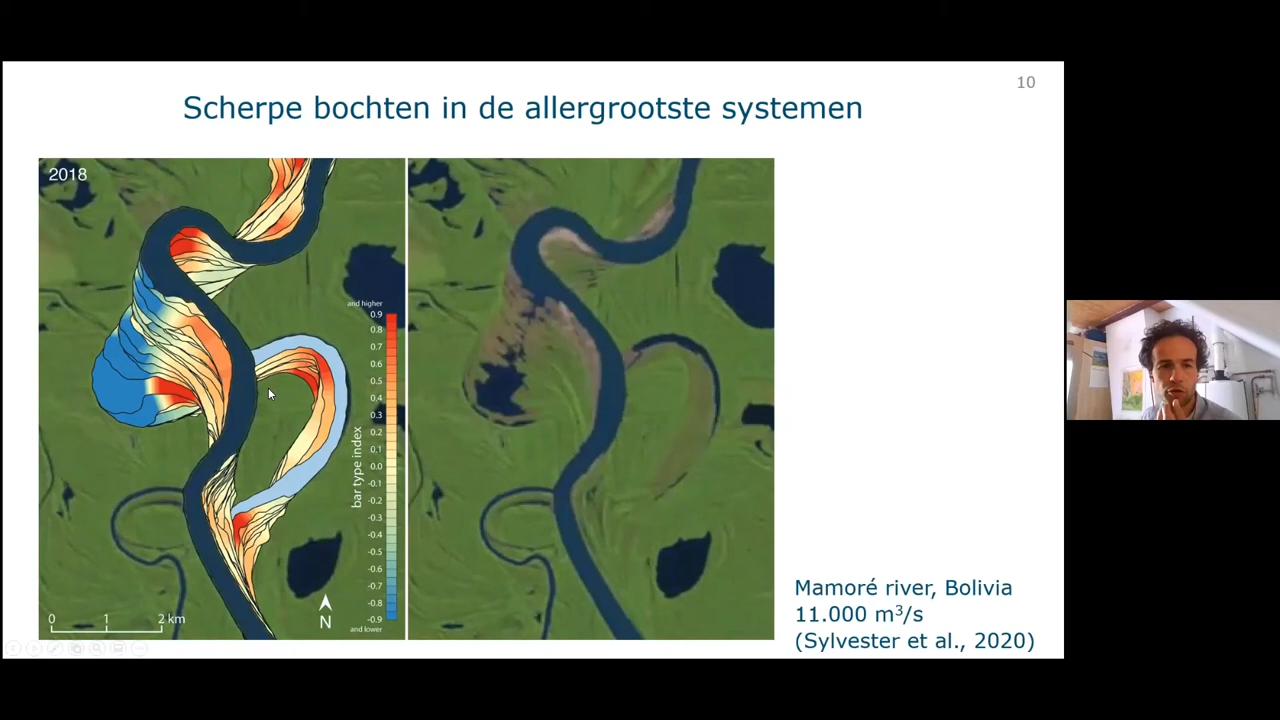 10
Scherpe bochten in de allergrootste systemen
2018
and higher
0.9
0.8
0.7
0.6
0.5
0.4
0.3
0.2
0.1
0.0
-0.1
-0.2
-0.3
-0.4
-0.5
-0.6
-0.7
-0.8
-0.9
and lower
bar type index
0 1 2 km
N
Mamoré river, Bolivia
11.000 m³/s
(Sylvester et al., 2020)